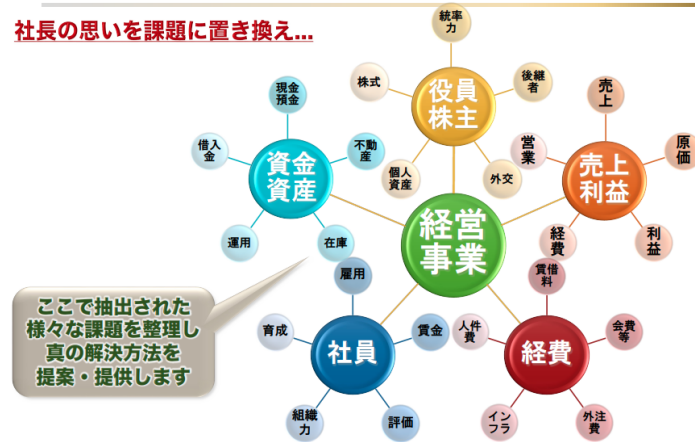 社長の思いを課題に置き換え...
統率
力
株式
後継
者
役員
株主
個人
資産
外交
現金
預金
借入
金
不動
産
資金
資産
運用
在庫
売上
営業
原価
売上
利益
経費
利益
経営
事業
雇用
育成
賃金
社員
組織
力
評価
賃借
料
人件
費
会費
等
経費
イン
フラ
外注
費
ここで抽出された
様々な課題を整理し
真の解決方法を
提案・提供します